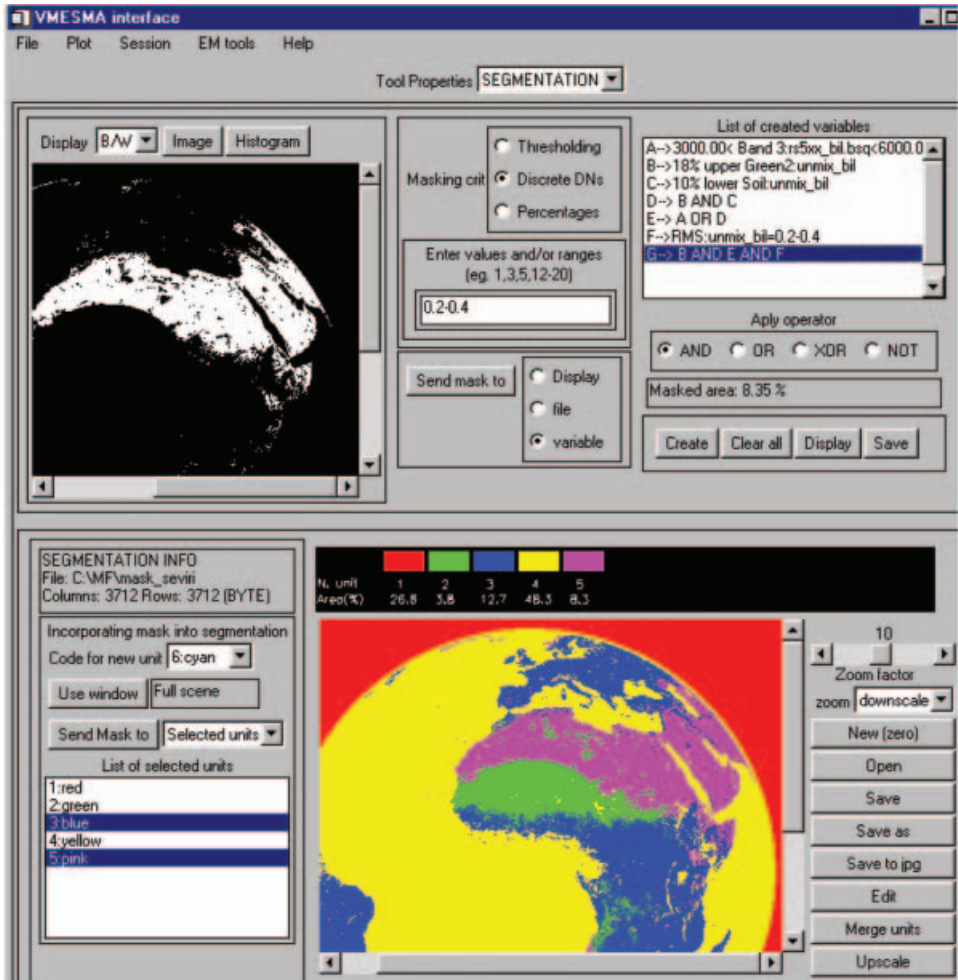 VMESMA interface
File Plot Session EM tools Help
Tool Properties SEGMENTATION
Display B/W Image Histogram
Masking crit
Thresholding
Discrete DNs
Percentages
Enter values and/or ranges
(eg. 1,3,5,12-20)
0.2-0.4
Send mask to
Display
file
variable
List of created variables
A-->3000.00< Band 3:rs5xx_bil.bsq<6000.0
B-->18% upper Green2:unmix_bil
C-->10% lower Soil:unmix_bil
D--> B AND C
E--> A OR D
F-->RMS:unmix_bil=0.2-0.4
G--> B AND E AND F
Aply operator
AND OR XOR NOT
Masked area: 8.35 %
Create Clear all Display Save
SEGMENTATION INFO
File: C:\MF\mask_seviri
Columns: 3712 Rows: 3712 (BYTE)
Incorporating mask into segmentation
Code for new unit 6:cyan
Use window Full scene
Send Mask to Selected units
List of selected units
1:red
2:green
3:blue
4:yellow
5:pink
N. unit 1 2 3 4 5
Area(%) 26.8 3.8 12.7 48.3 8.3
10
Zoom factor
zoom downscale
New (zero)
Open
Save
Save as
Save to jpg
Edit
Merge units
Upscale